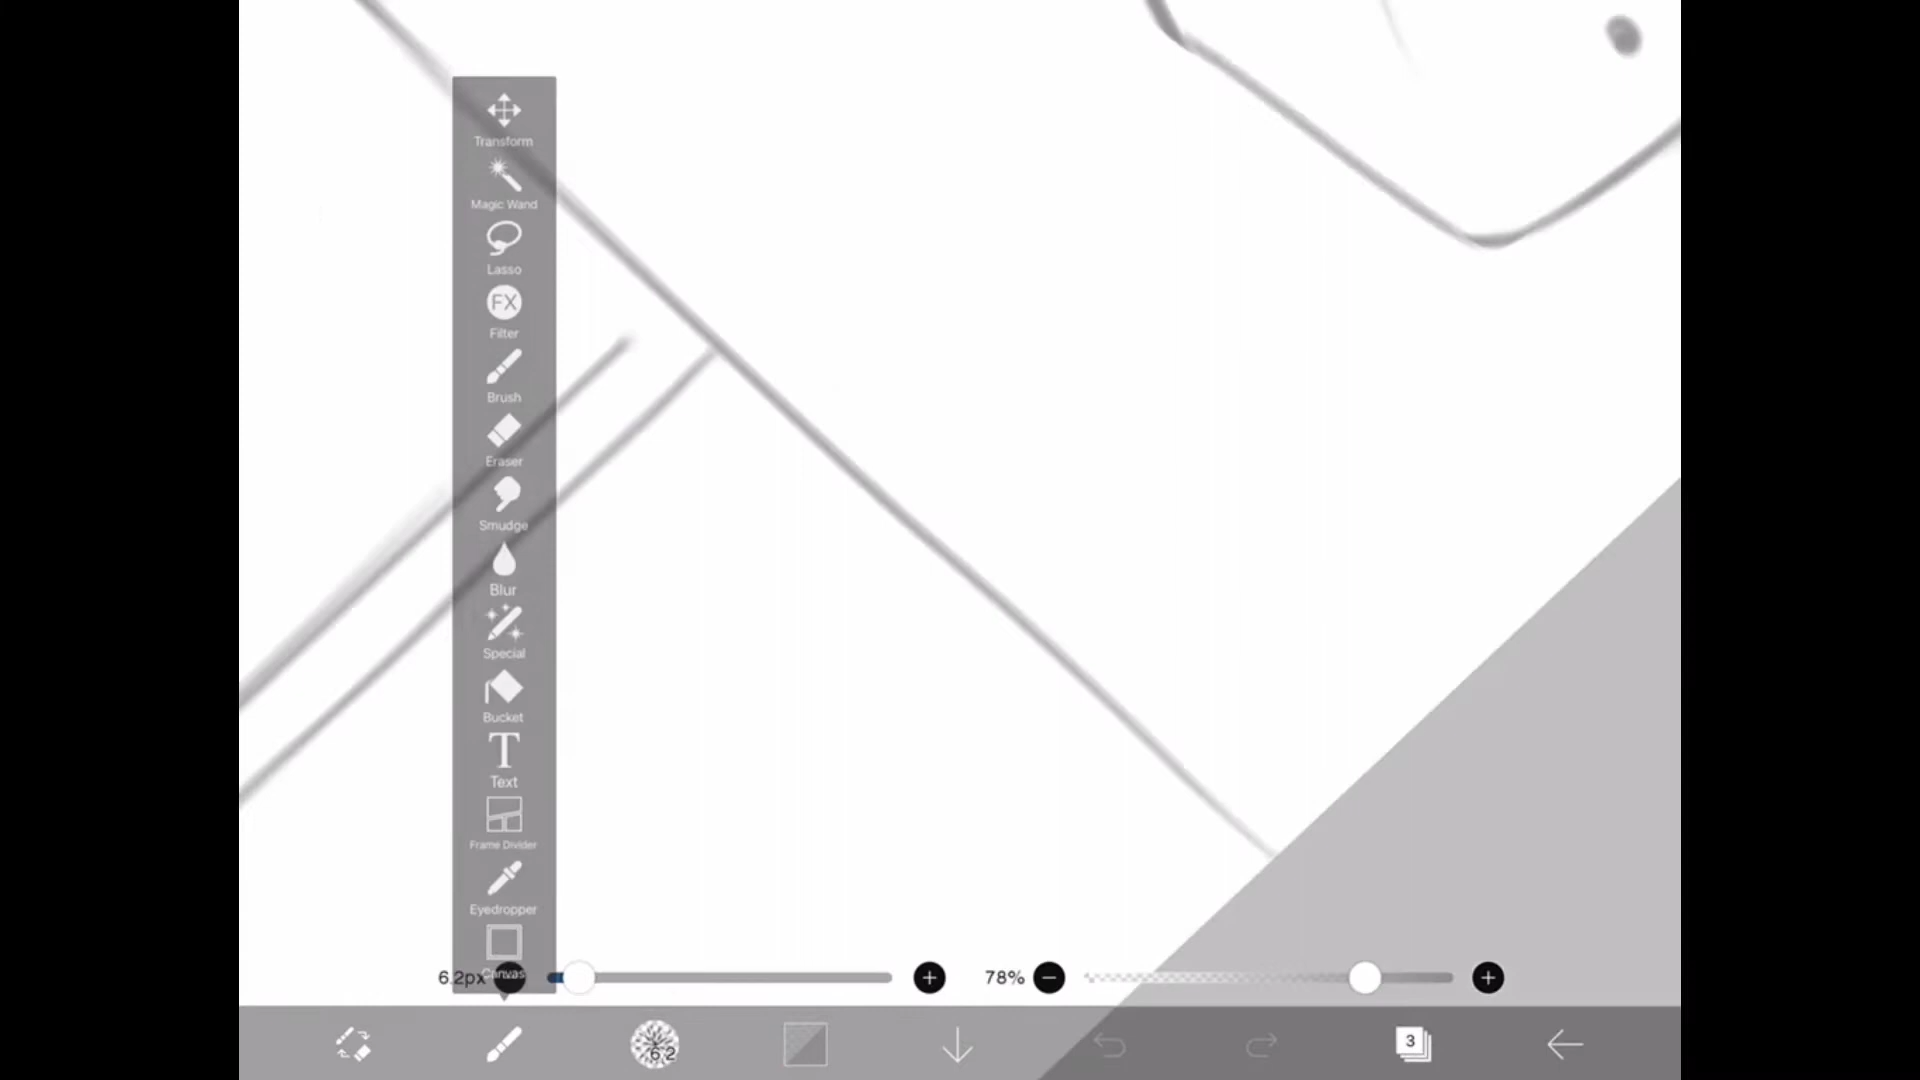 Transform
Magic Wand
Lasso
FX
Filter
Brush
Eraser
Smudge
Blur
Special
Bucket
T
Text
Frame Divider
Eyedropper
Canvas
6.2px
78%
6.2
3